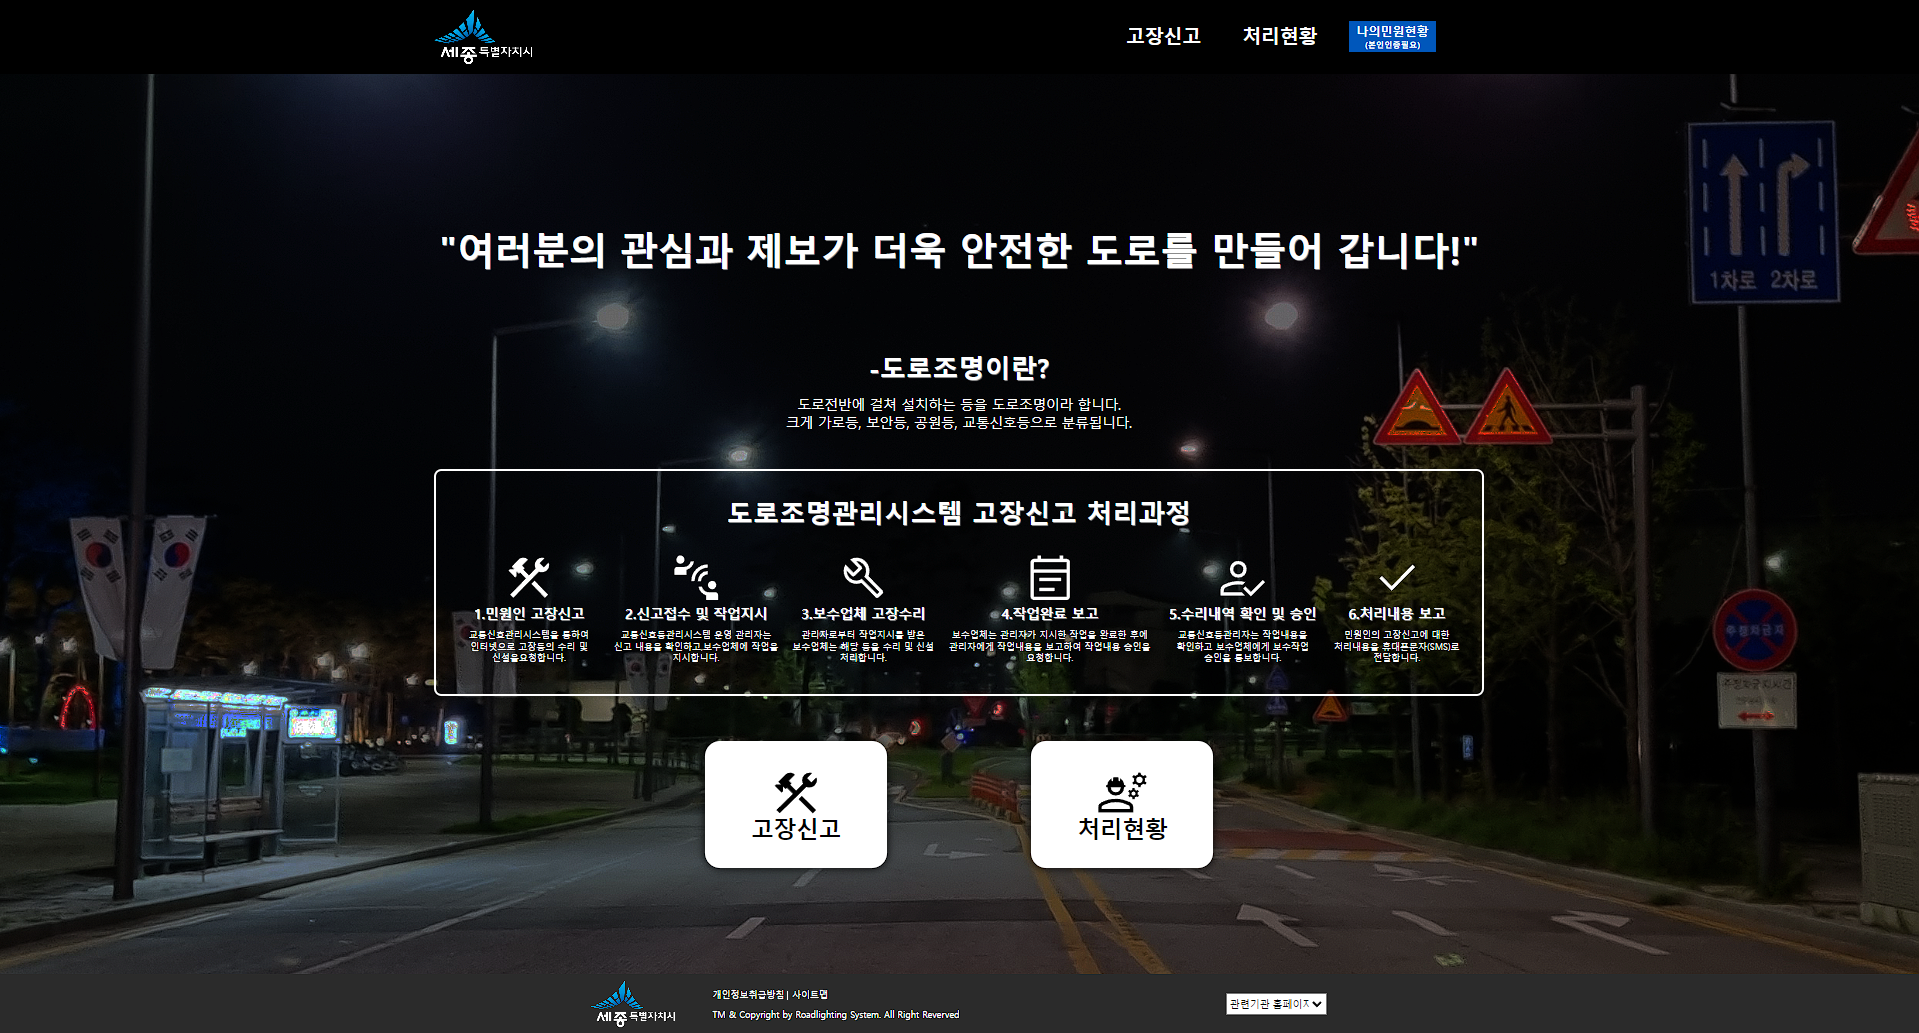 세종특별자치시
고장신고
처리현황
나의민원현황
(본인인증필요)
"여러분의 관심과 제보가 더욱 안전한 도로를 만들어 갑니다!"
1차로 2차로
-도로조명이란?
도로전반에 걸쳐 설치하는 등을 도로조명이라 합니다.
크게 가로등, 보안등, 공원등, 교통신호등으로 분류됩니다.
도로조명관리시스템 고장신고 처리과정
1.민원인 고장신고
교통신호관리시스템을 통하여
인터넷으로 고장등의 수리 및
신설을요청합니다.
2.신고접수 및 작업지시
교통신호등관리시스템 운영 관리자는
신고 내용을 확인하고,보수업체에 작업을
지시합니다.
3.보수업체 고장수리
관리자로부터 작업지시를 받은
보수업체는 해당 등을 수리 및 신설
처리합니다.
4.작업완료 보고
보수업체는 관리자가 지시한 작업을 완료한 후에
관리자에게 작업내용을 보고하여 작업내용 승인을
요청합니다.
5.수리내역 확인 및 승인
교통신호등관리자는 작업내용을
확인하고 보수업체에게 보수작업
승인을 통보합니다.
6.처리내용 보고
민원인의 고장신고에 대한
처리내용을 휴대폰문자(SMS)로
전달합니다.
주정차금지
주정차금지시간
고장신고
처리현황
세종특별자치시
개인정보취급방침 | 사이트맵
TM & Copyright by Roadlighting System. All Right Reserved
관련기관 홈페이지